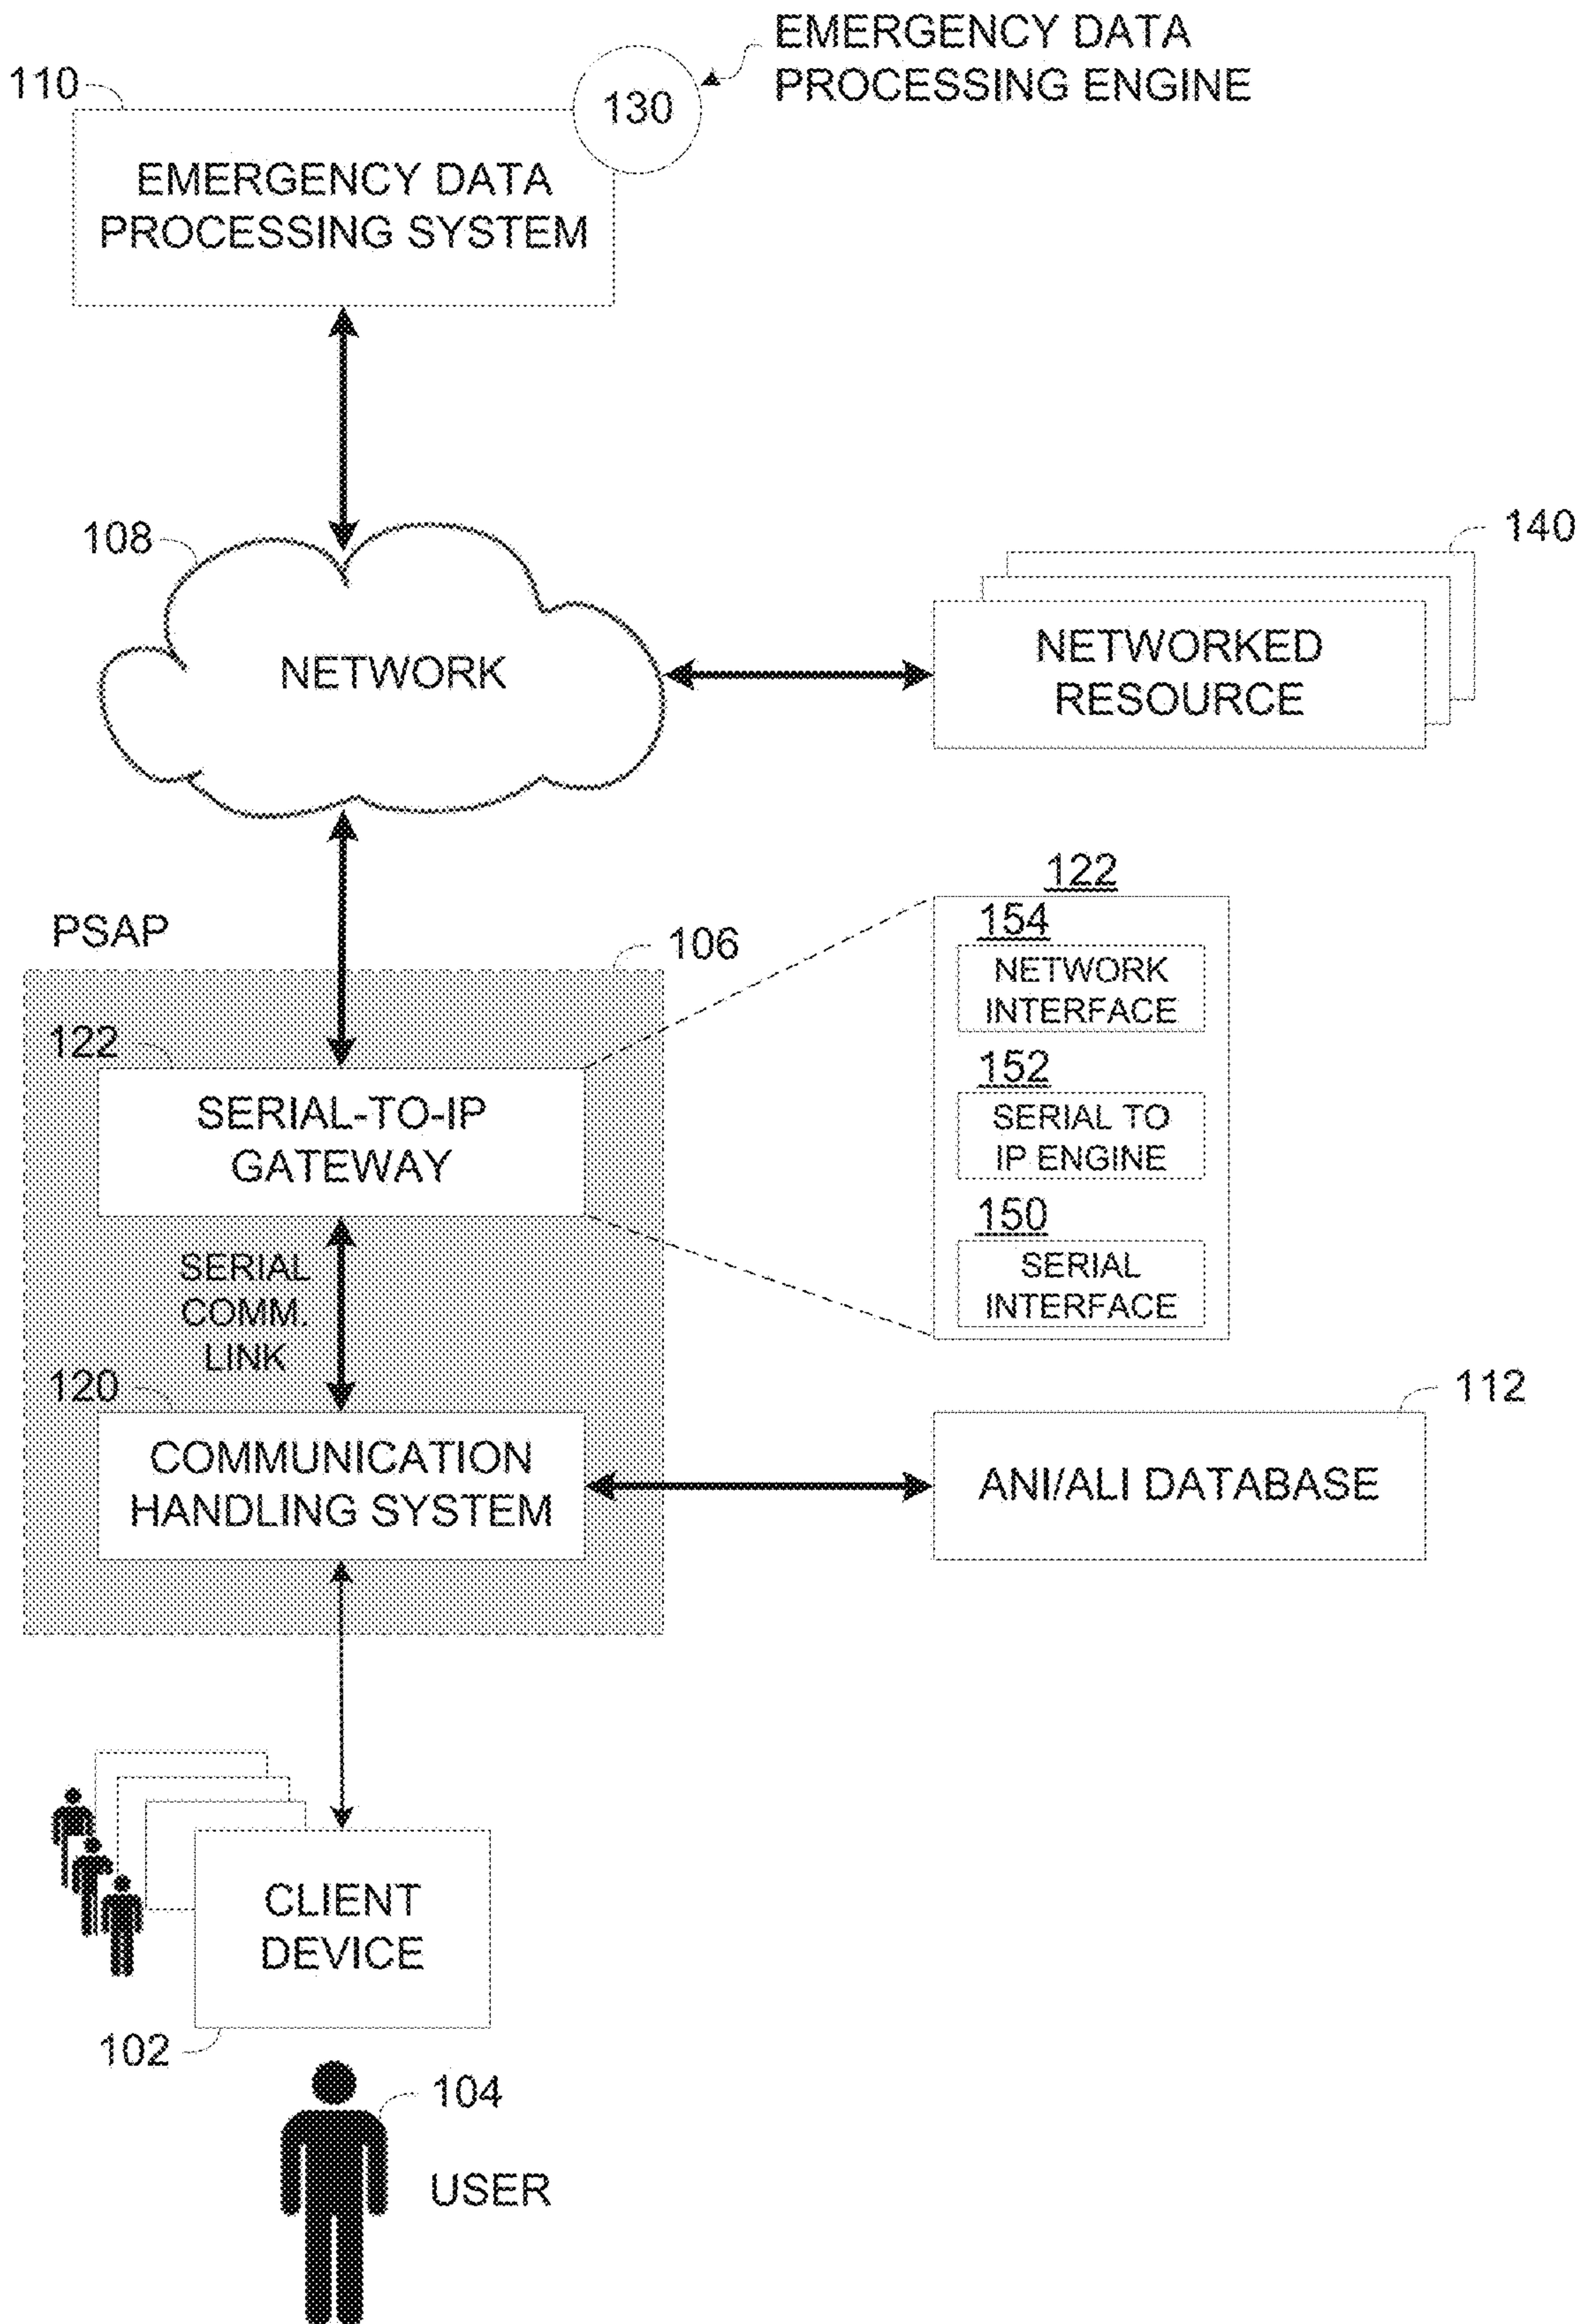 EMERGENCY DATA
PROCESSING ENGINE
110
130
EMERGENCY DATA
PROCESSING SYSTEM
108
140
NETWORK
NETWORKED
RESOURCE
122
PSAP
106
154
NETWORK
INTERFACE
122
SERIAL-TO-IP
GATEWAY
152
SERIAL TO
IP ENGINE
150
SERIAL
INTERFACE
SERIAL
COMM.
LINK
120
112
COMMUNICATION
HANDLING SYSTEM
ANI/ALI DATABASE
CLIENT
DEVICE
102
104
USER